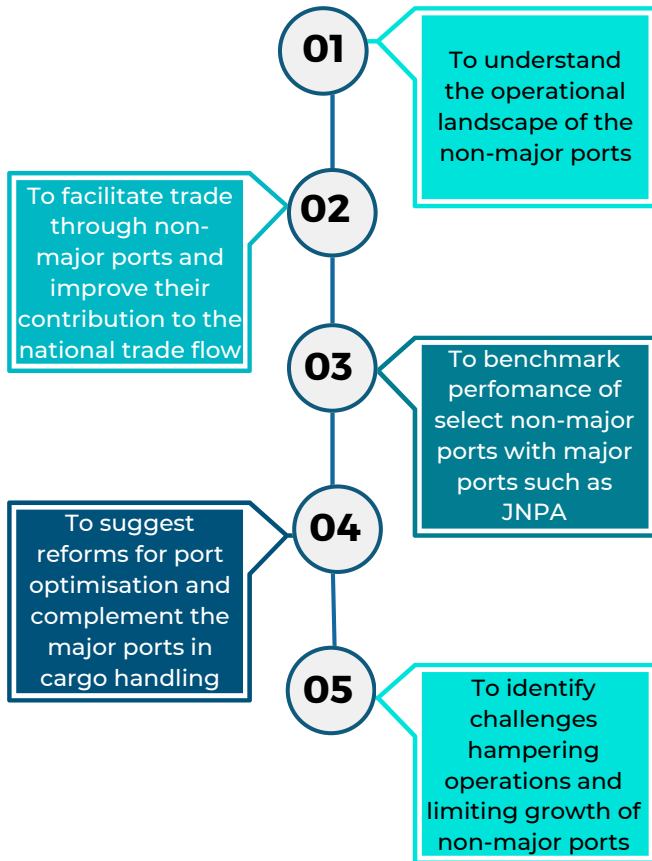 01
To understand
the operational
landscape of the
non-major ports
02
To facilitate trade
through non-
major ports and
improve their
contribution to the
national trade flow
03
To benchmark
perfomance of
select non-major
ports with major
ports such as
JNPA
04
To suggest
reforms for port
optimisation and
complement the
major ports in
cargo handling
05
To identify
challenges
hampering
operations and
limiting growth of
non-major ports